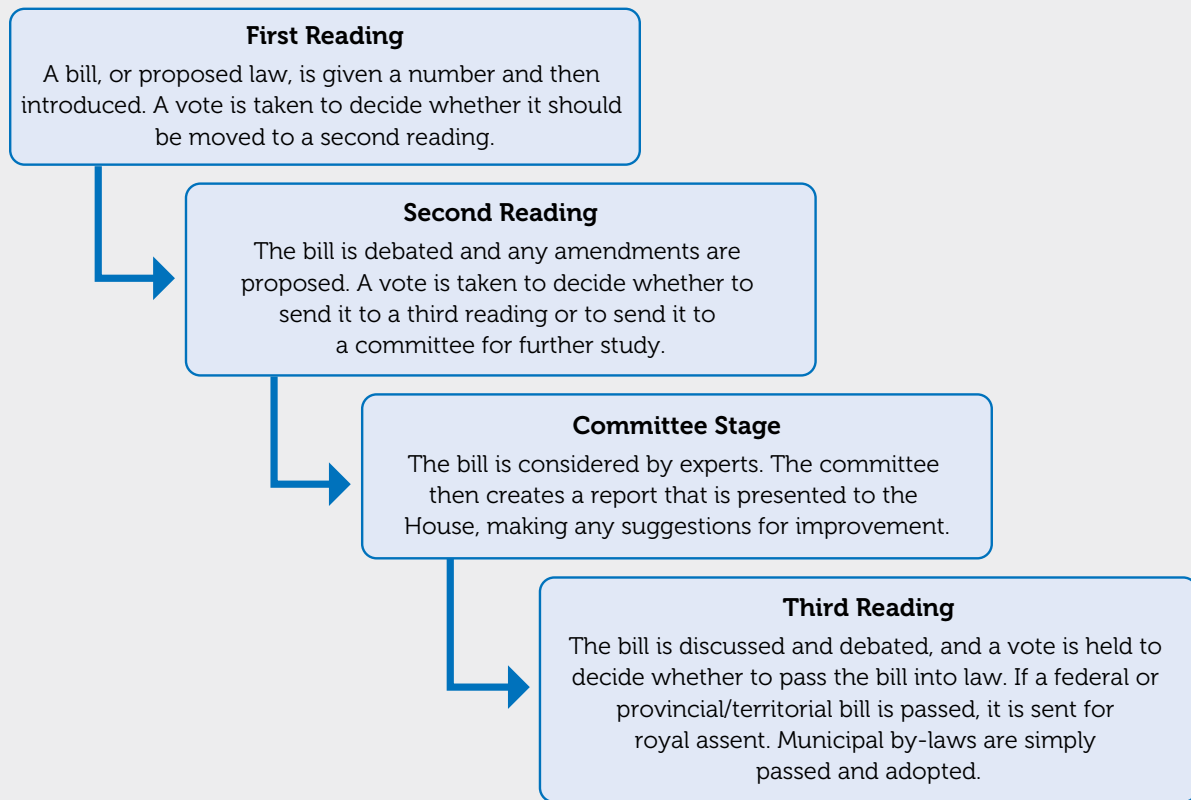 First Reading
A bill, or proposed law, is given a number and then
introduced. A vote is taken to decide whether it should
be moved to a second reading.
Second Reading
The bill is debated and any amendments are
proposed. A vote is taken to decide whether to
send it to a third reading or to send it to
a committee for further study.
Committee Stage
The bill is considered by experts. The committee
then creates a report that is presented to the
House, making any suggestions for improvement.
Third Reading
The bill is discussed and debated, and a vote is held to
decide whether to pass the bill into law. If a federal or
provincial/territorial bill is passed, it is sent for
royal assent. Municipal by-laws are simply
passed and adopted.